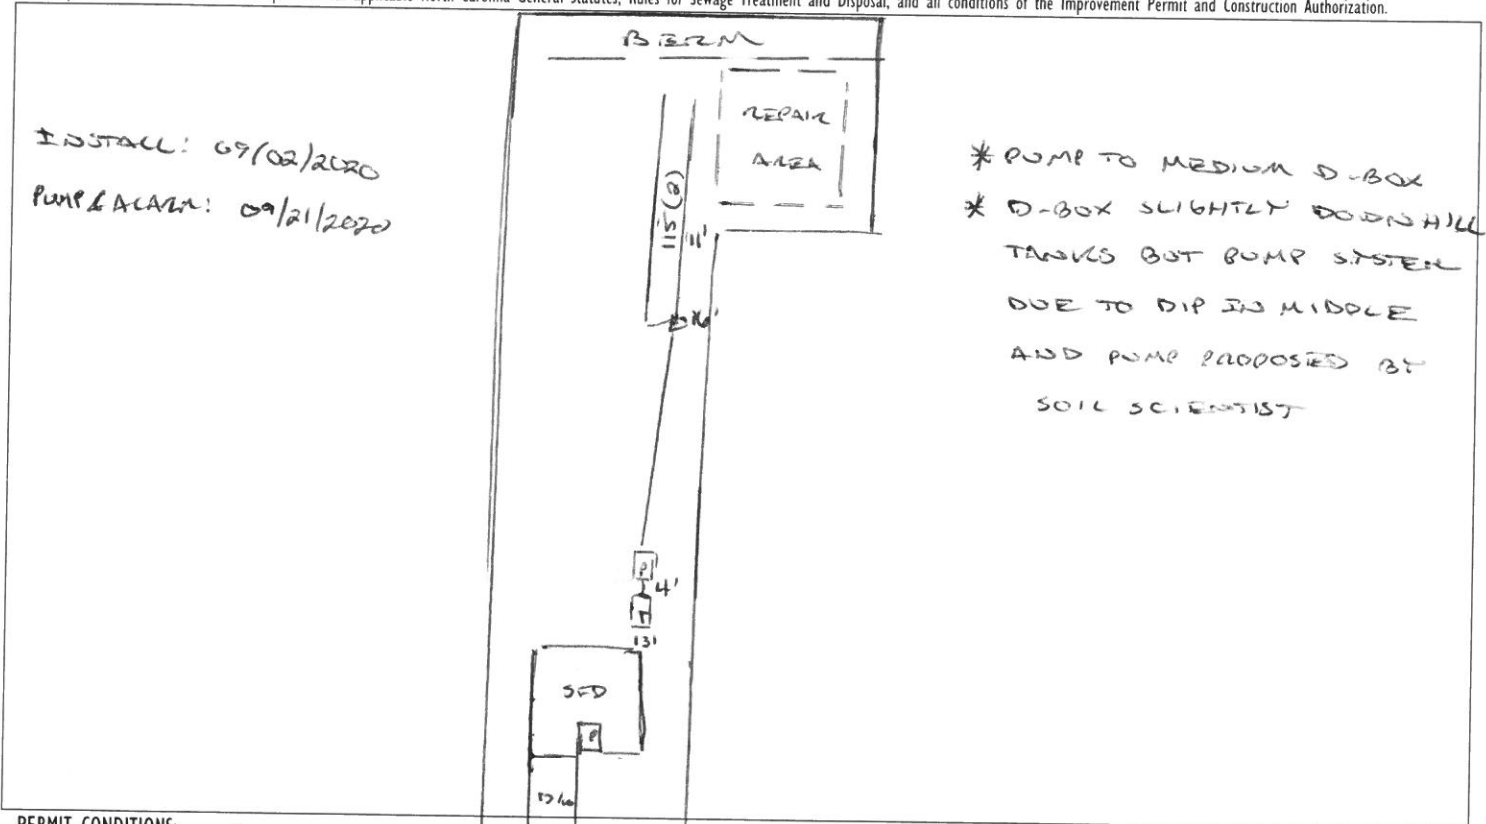 applicable North Carolina General Statutes, Rules for Sewage Treatment and Disposal, and all conditions of the Improvement Permit and Construction Authorization.
BERM
REPAIR
AREA
INSTALL: 09/02/2020
PUMP & ALARM: 09/21/2020
115'(2)
11'
16'
* PUMP TO MEDIUM D-BOX
* D-BOX SLIGHTLY DOWNHILL
TANKS BUT PUMP SYSTEM
DUE TO DIP IN MIDDLE
AND PUMP PROPOSED BY
SOIL SCIENTIST
P
4'
T
13'
SFD
P
D/W
PERMIT CONDITIONS: